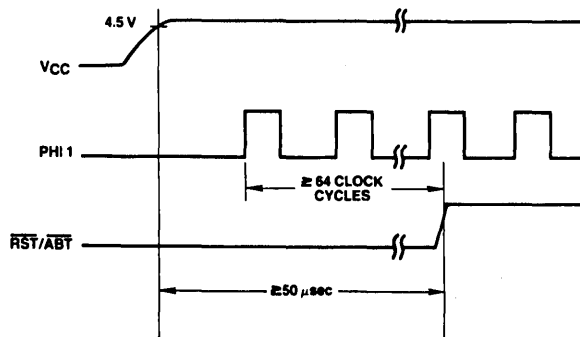 4.5 V
VCC
PHI 1
≥ 64 CLOCK
CYCLES
RST/ABT
≥50 μsec